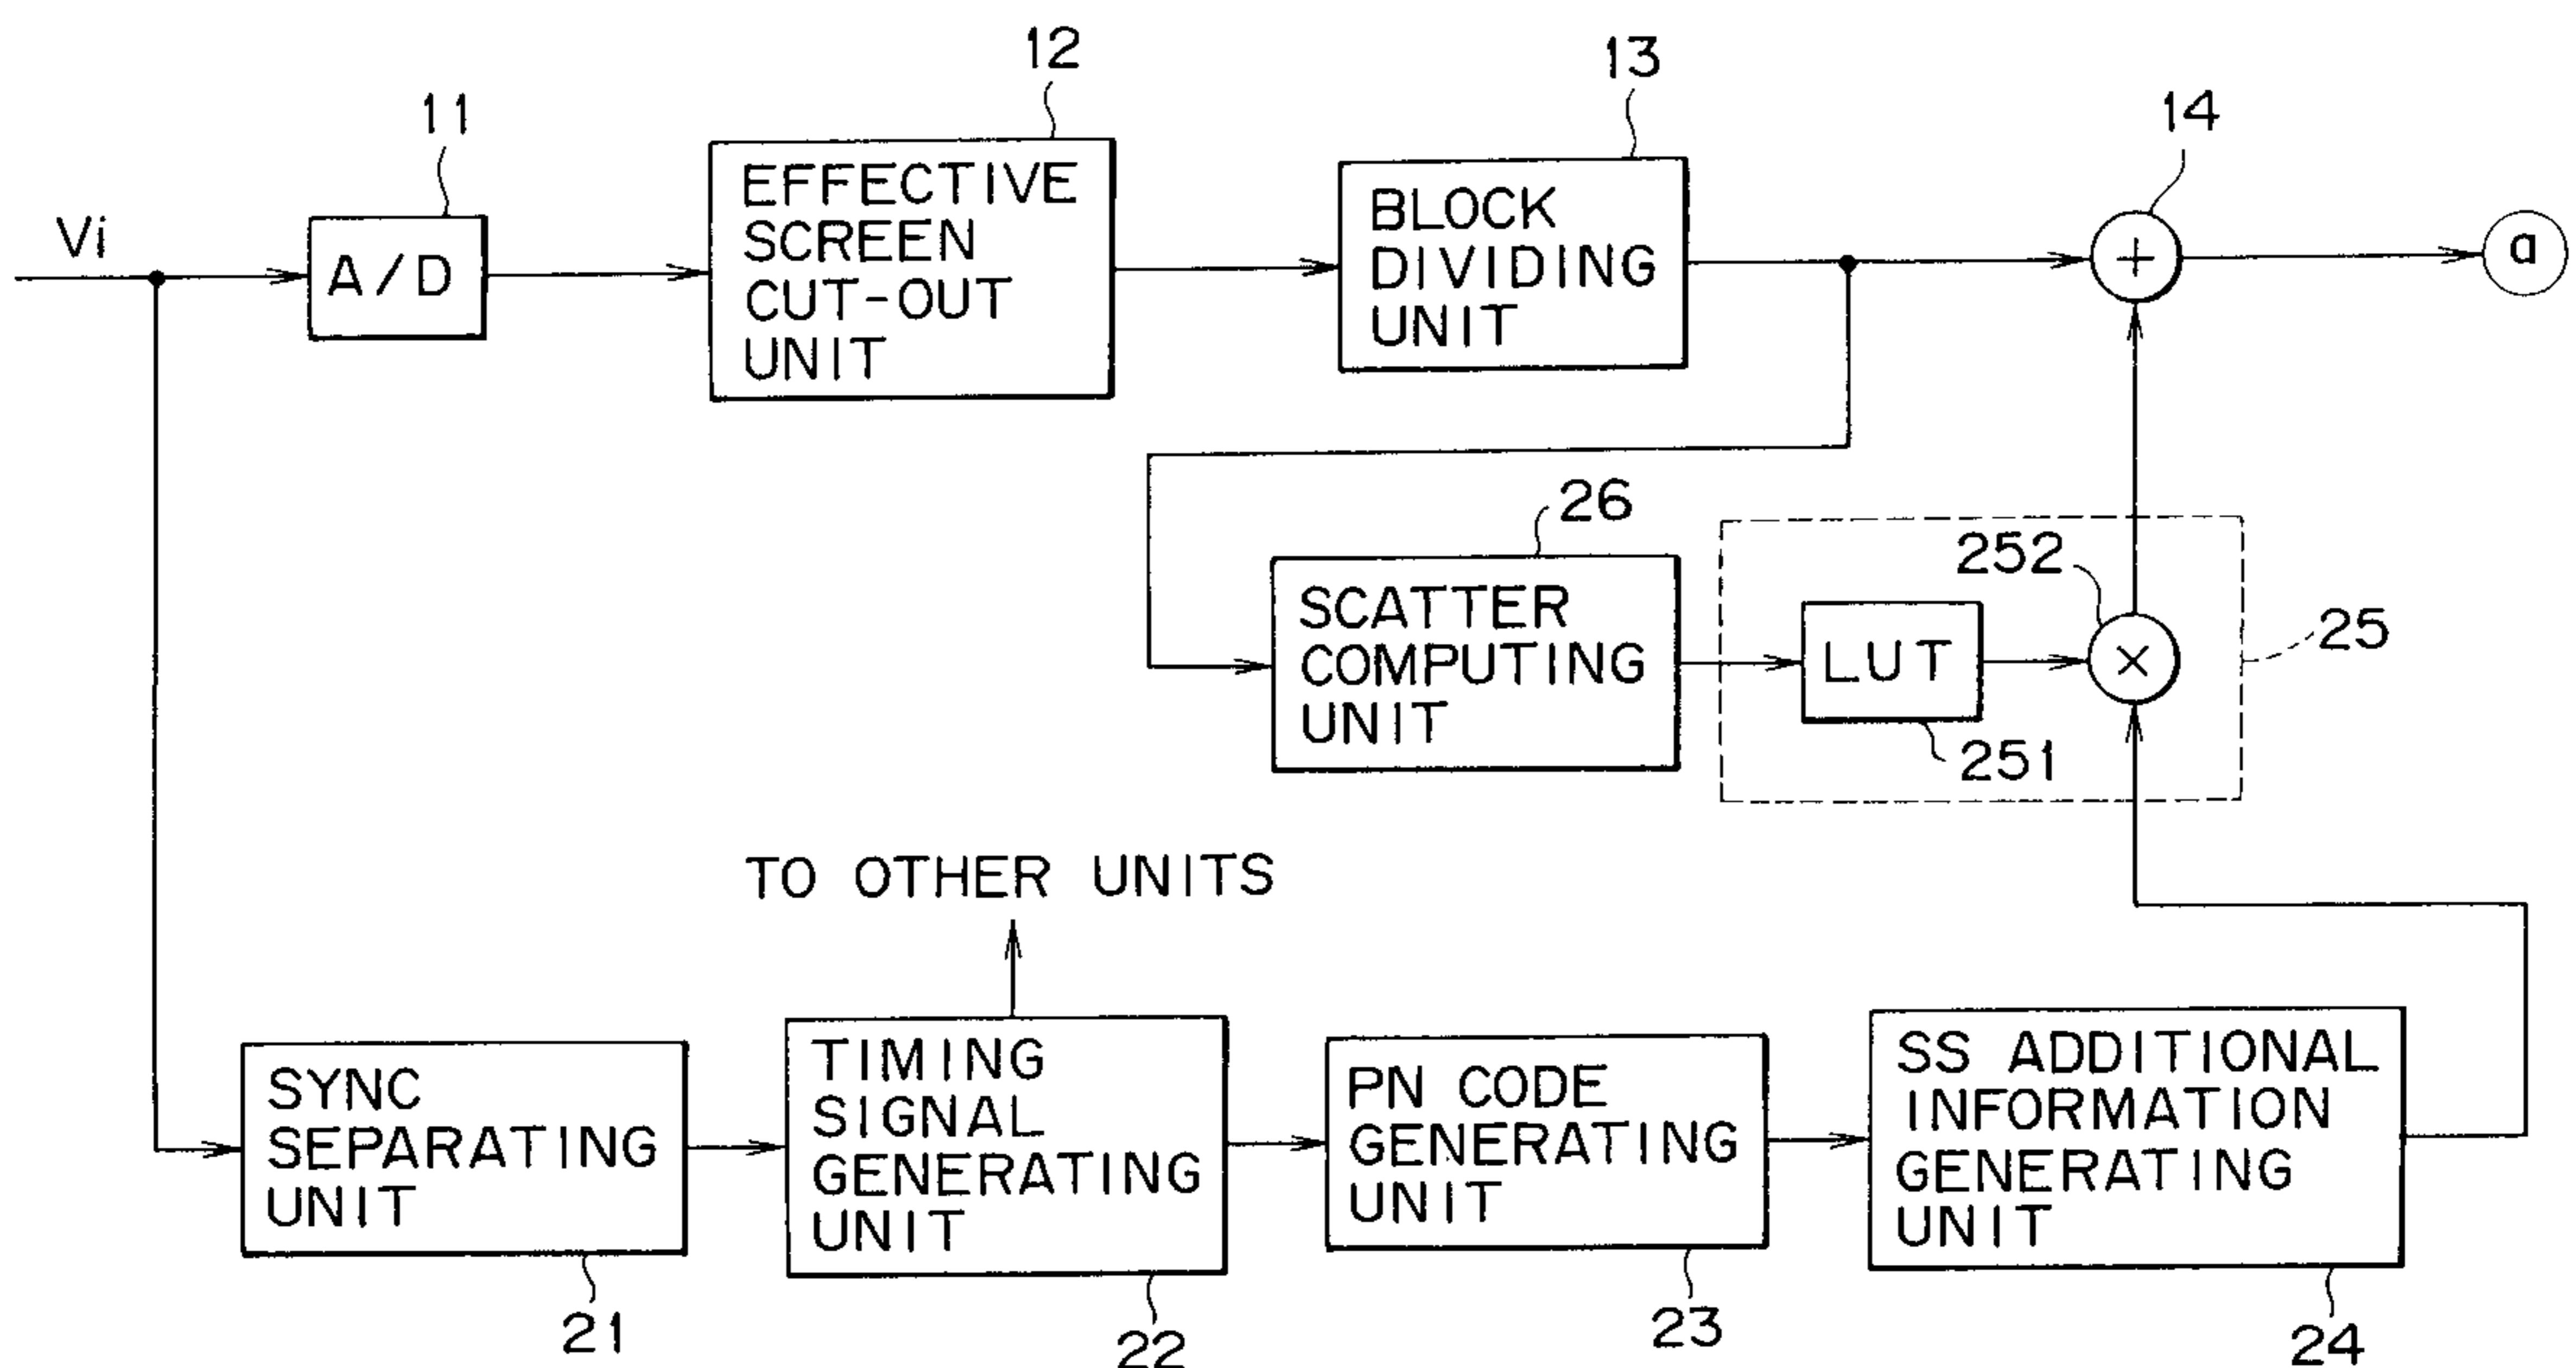 12
13
11
14
Vi
A/D
EFFECTIVE
SCREEN
CUT-OUT
UNIT
BLOCK
DIVIDING
UNIT
+
a
26
252
SCATTER
COMPUTING
UNIT
LUT
×
25
251
TO OTHER UNITS
SYNC
SEPARATING
UNIT
TIMING
SIGNAL
GENERATING
UNIT
PN CODE
GENERATING
UNIT
SS ADDITIONAL
INFORMATION
GENERATING
UNIT
21
22
23
24